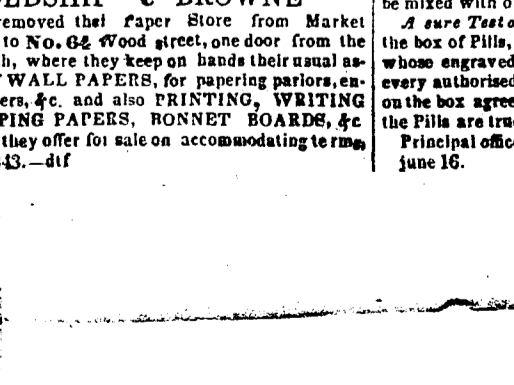 & BROWNE
removed thei Paper Store from Market
to No. 64 Wood street, one door from the
h, where they keep on hands their usual as-
WALL PAPERS, for papering parlors, en-
ers, &c. and also PRINTING, WRITING
PING PAPERS, BONNET BOARDS, &c
they offer for sale on accommodating terms,
43.—dtf
be mixed with o
A sure Test o
the box of Pills,
whose engraved
every authorised
on the box agree
the Pills are tru
Principal offic
june 16.